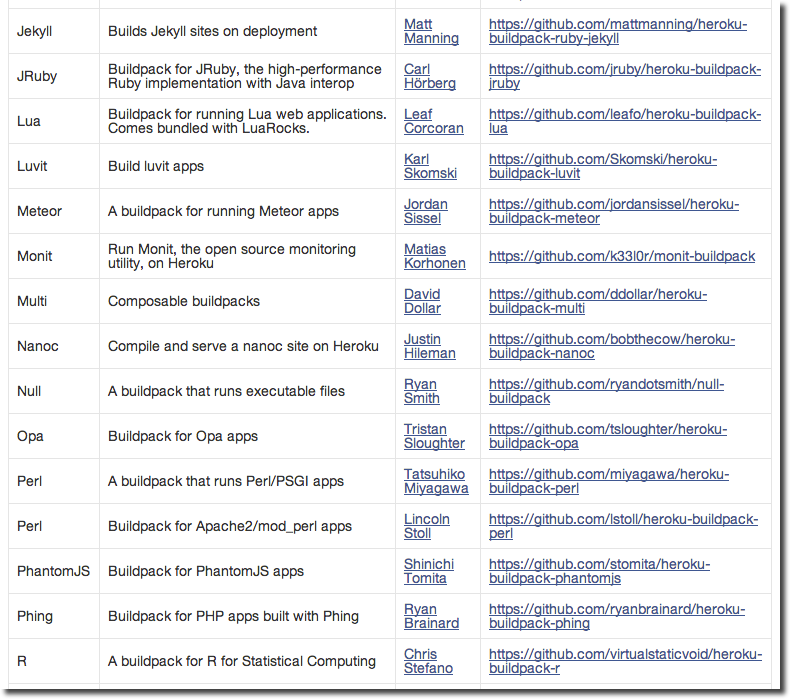 Jekyll Builds Jekyll sites on deployment Matt https://github.com/mattmanning/heroku-
Manning buildpack-ruby-jekyll
JRuby Buildpack for JRuby, the high-performance Carl https://github.com/jruby/heroku-buildpack-
Ruby implementation with Java interop Hörberg jruby
Lua Buildpack for running Lua web applications. Leaf https://github.com/leafo/heroku-buildpack-
Comes bundled with LuaRocks. Corcoran lua
Luvit Build luvit apps Karl https://github.com/Skomski/heroku-
Skomski buildpack-luvit
Meteor A buildpack for running Meteor apps Jordan https://github.com/jordansissel/heroku-
Sissel buildpack-meteor
Monit Run Monit, the open source monitoring Matias https://github.com/k33l0r/monit-buildpack
utility, on Heroku Korhonen
Multi Composable buildpacks David https://github.com/ddollar/heroku-
Dollar buildpack-multi
Nanoc Compile and serve a nanoc site on Heroku Justin https://github.com/bobthecow/heroku-
Hileman buildpack-nanoc
Null A buildpack that runs executable files Ryan https://github.com/ryandotsmith/null-
Smith buildpack
Opa Buildpack for Opa apps Tristan https://github.com/tsloughter/heroku-
Sloughter buildpack-opa
Perl A buildpack that runs Perl/PSGI apps Tatsuhiko https://github.com/miyagawa/heroku-
Miyagawa buildpack-perl
Perl Buildpack for Apache2/mod_perl apps Lincoln https://github.com/lstoll/heroku-buildpack-
Stoll perl
PhantomJS Buildpack for PhantomJS apps Shinichi https://github.com/stomita/heroku-
Tomita buildpack-phantomjs
Phing Buildpack for PHP apps built with Phing Ryan https://github.com/ryanbrainard/heroku-
Brainard buildpack-phing
R A buildpack for R for Statistical Computing Chris https://github.com/virtualstaticvoid/heroku-
Stefano buildpack-r